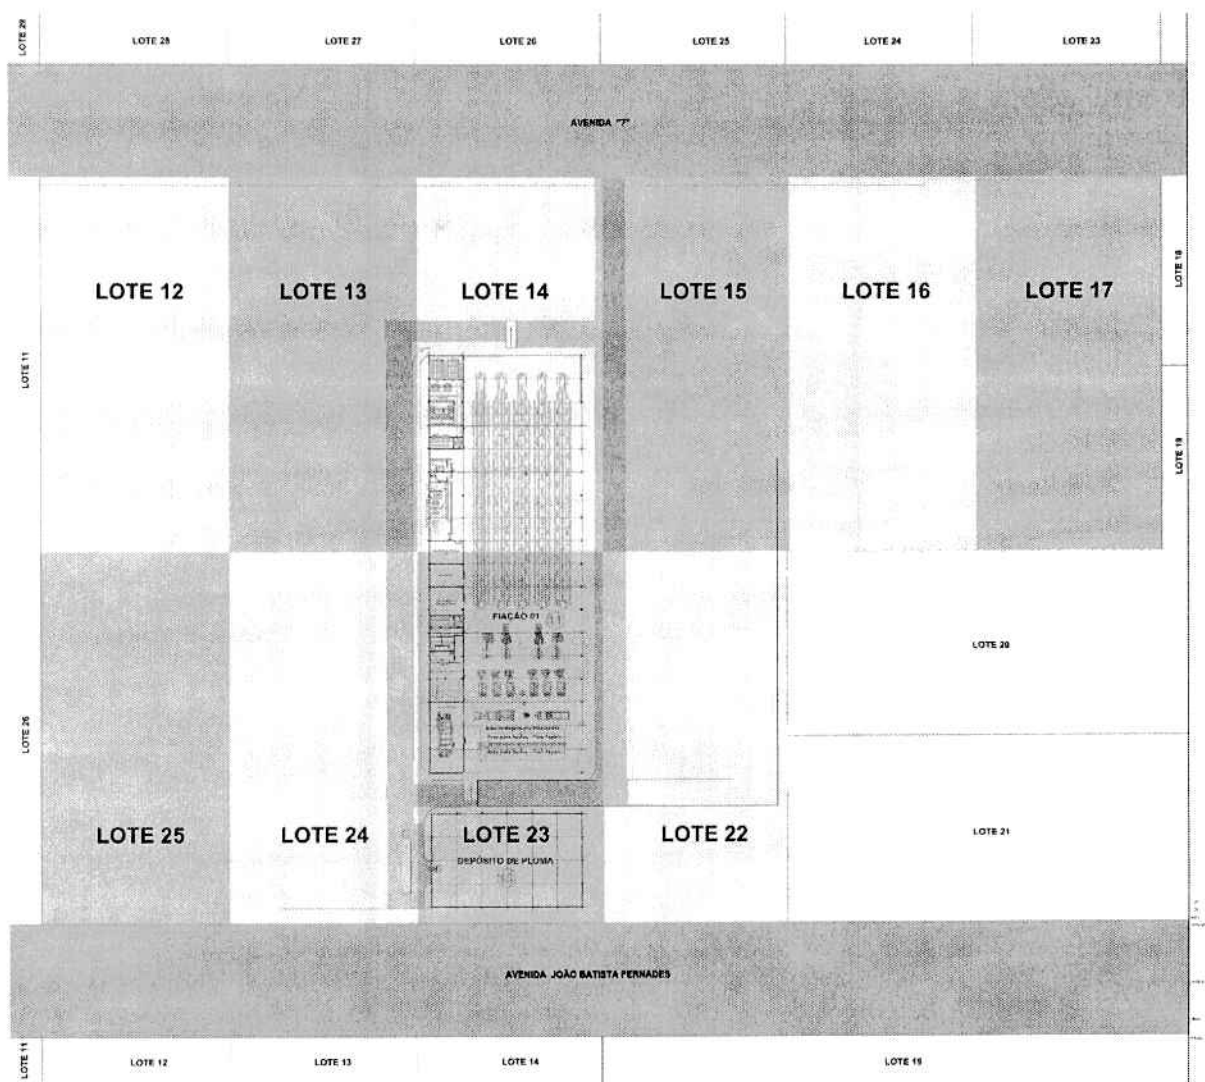 LOTE 29
LOTE 28
LOTE 27
LOTE 26
LOTE 25
LOTE 24
LOTE 23
AVENIDA "7"
LOTE 12
LOTE 13
LOTE 14
LOTE 15
LOTE 16
LOTE 17
LOTE 18
LOTE 11
LOTE 19
FIAÇÃO 01
LOTE 20
LOTE 26
LOTE 25
LOTE 24
LOTE 23
LOTE 22
LOTE 21
DEPÓSITO DE PLUMA
AVENIDA JOÃO BATISTA FERNADES
LOTE 11
LOTE 12
LOTE 13
LOTE 14
LOTE 19